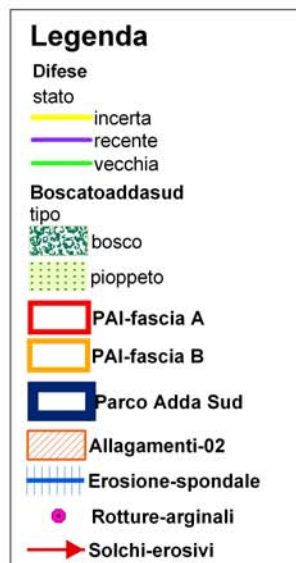 Legenda
Difese
stato
incerta
recente
vecchia
Boscatoaddasud
tipo
bosco
pioppeto
PAI-fascia A
PAI-fascia B
Parco Adda Sud
Allagamenti-02
Erosione-spondale
Rotture-arginali
Solchi-erosivi